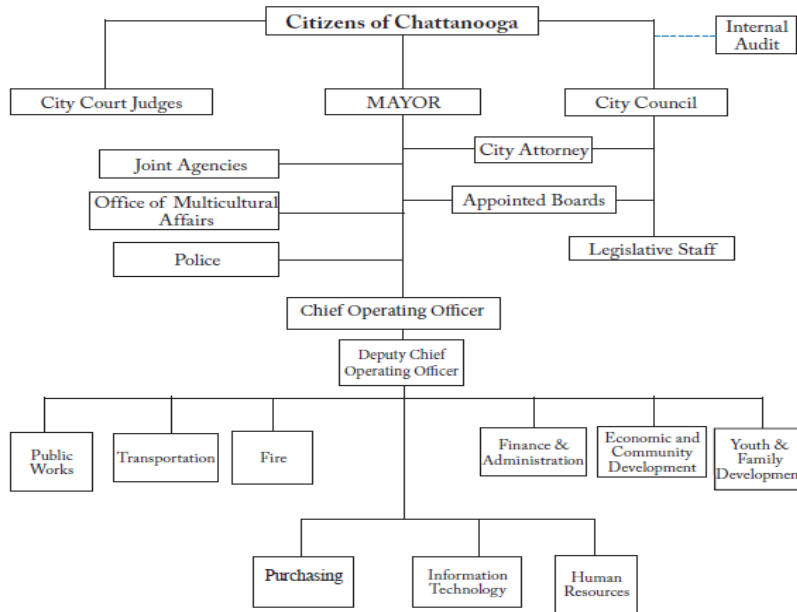 Citizens of Chattanooga
Internal
Audit
City Court Judges
MAYOR
City Council
City Attorney
Joint Agencies
Office of Multicultural
Affairs
Appointed Boards
Police
Legislative Staff
Chief Operating Officer
Deputy Chief
Operating Officer
Public
Works
Transportation
Fire
Finance &
Administration
Economic and
Community
Development
Youth &
Family
Development
Purchasing
Information
Technology
Human
Resources